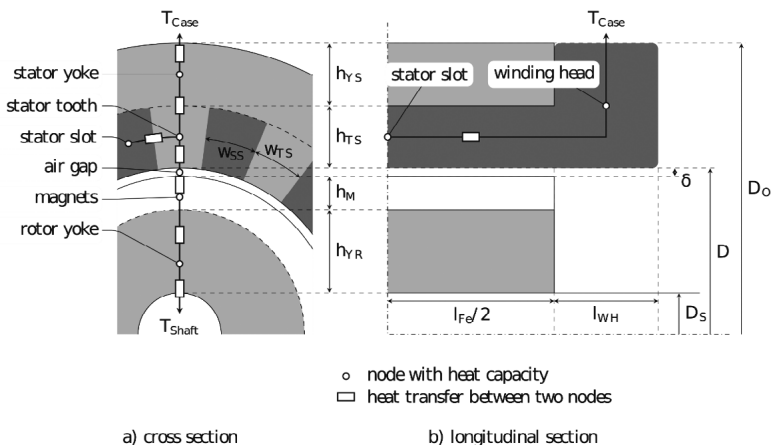 T_Case
stator yoke
stator tooth
stator slot
air gap
magnets
rotor yoke
w_SS
w_TS
T_Shaft
h_YS
h_TS
h_M
h_YR
T_Case
stator slot
winding head
δ
D_O
D
D_S
l_Fe/2
l_WH
node with heat capacity
heat transfer between two nodes
a) cross section
b) longitudinal section